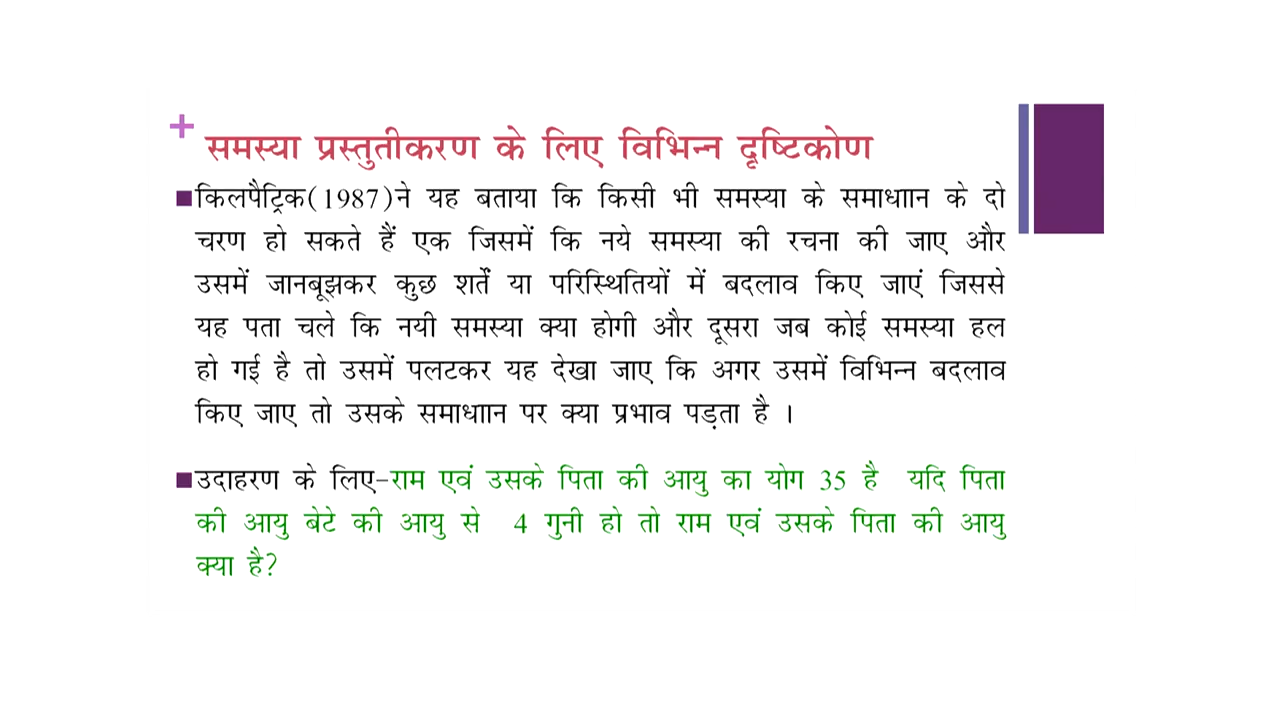 समस्या प्रस्तुतीकरण के लिए विभिन्न दृष्टिकोण
किलपैट्रिक(1987)ने यह बताया कि किसी भी समस्या के समाधाान के दो
चरण हो सकते हैं एक जिसमें कि नये समस्या की रचना की जाए और
उसमें जानबूझकर कुछ शर्तें या परिस्थितियों में बदलाव किए जाएं जिससे
यह पता चले कि नयी समस्या क्या होगी और दूसरा जब कोई समस्या हल
हो गई है तो उसमें पलटकर यह देखा जाए कि अगर उसमें विभिन्न बदलाव
किए जाए तो उसके समाधाान पर क्या प्रभाव पड़ता है ।
उदाहरण के लिए-राम एवं उसके पिता की आयु का योग 35 है यदि पिता
की आयु बेटे की आयु से 4 गुनी हो तो राम एवं उसके पिता की आयु
क्या है?